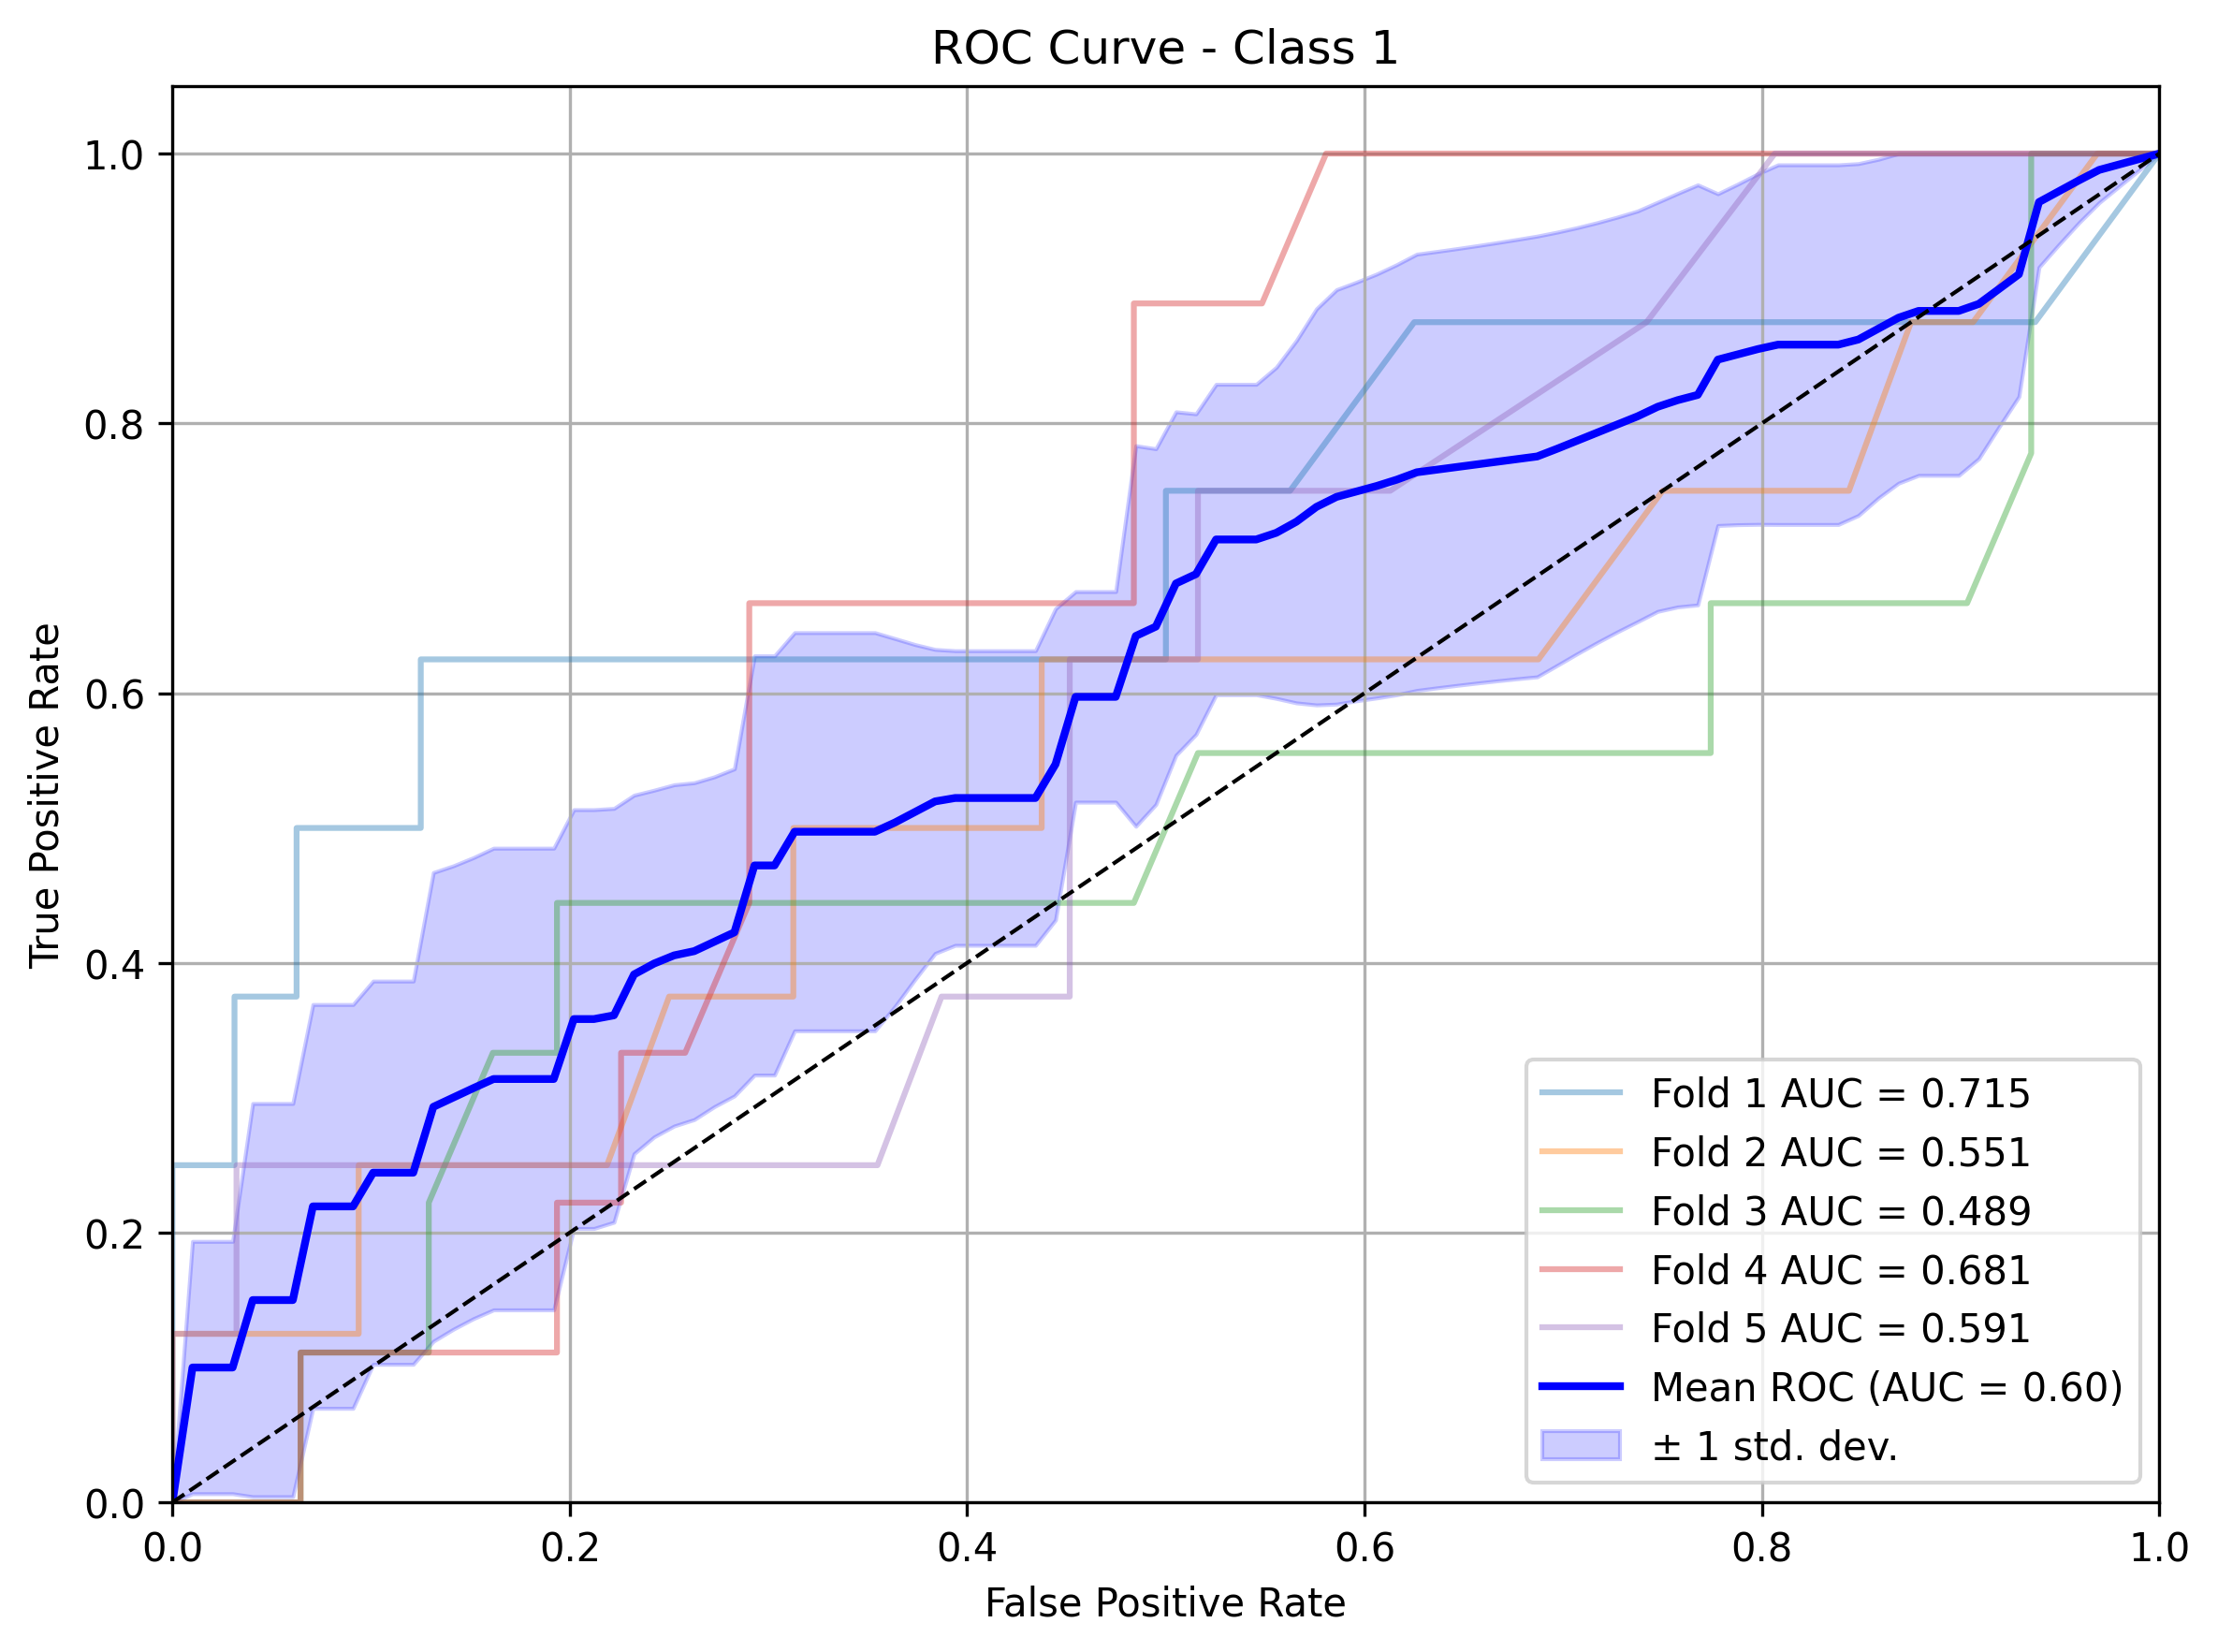 ROC Curve - Class 1
True Positive Rate
1.0
0.8
0.6
0.4
0.2
0.0
0.0 0.2 0.4 0.6 0.8 1.0
False Positive Rate
Fold 1 AUC = 0.715
Fold 2 AUC = 0.551
Fold 3 AUC = 0.489
Fold 4 AUC = 0.681
Fold 5 AUC = 0.591
Mean ROC (AUC = 0.60)
± 1 std. dev.